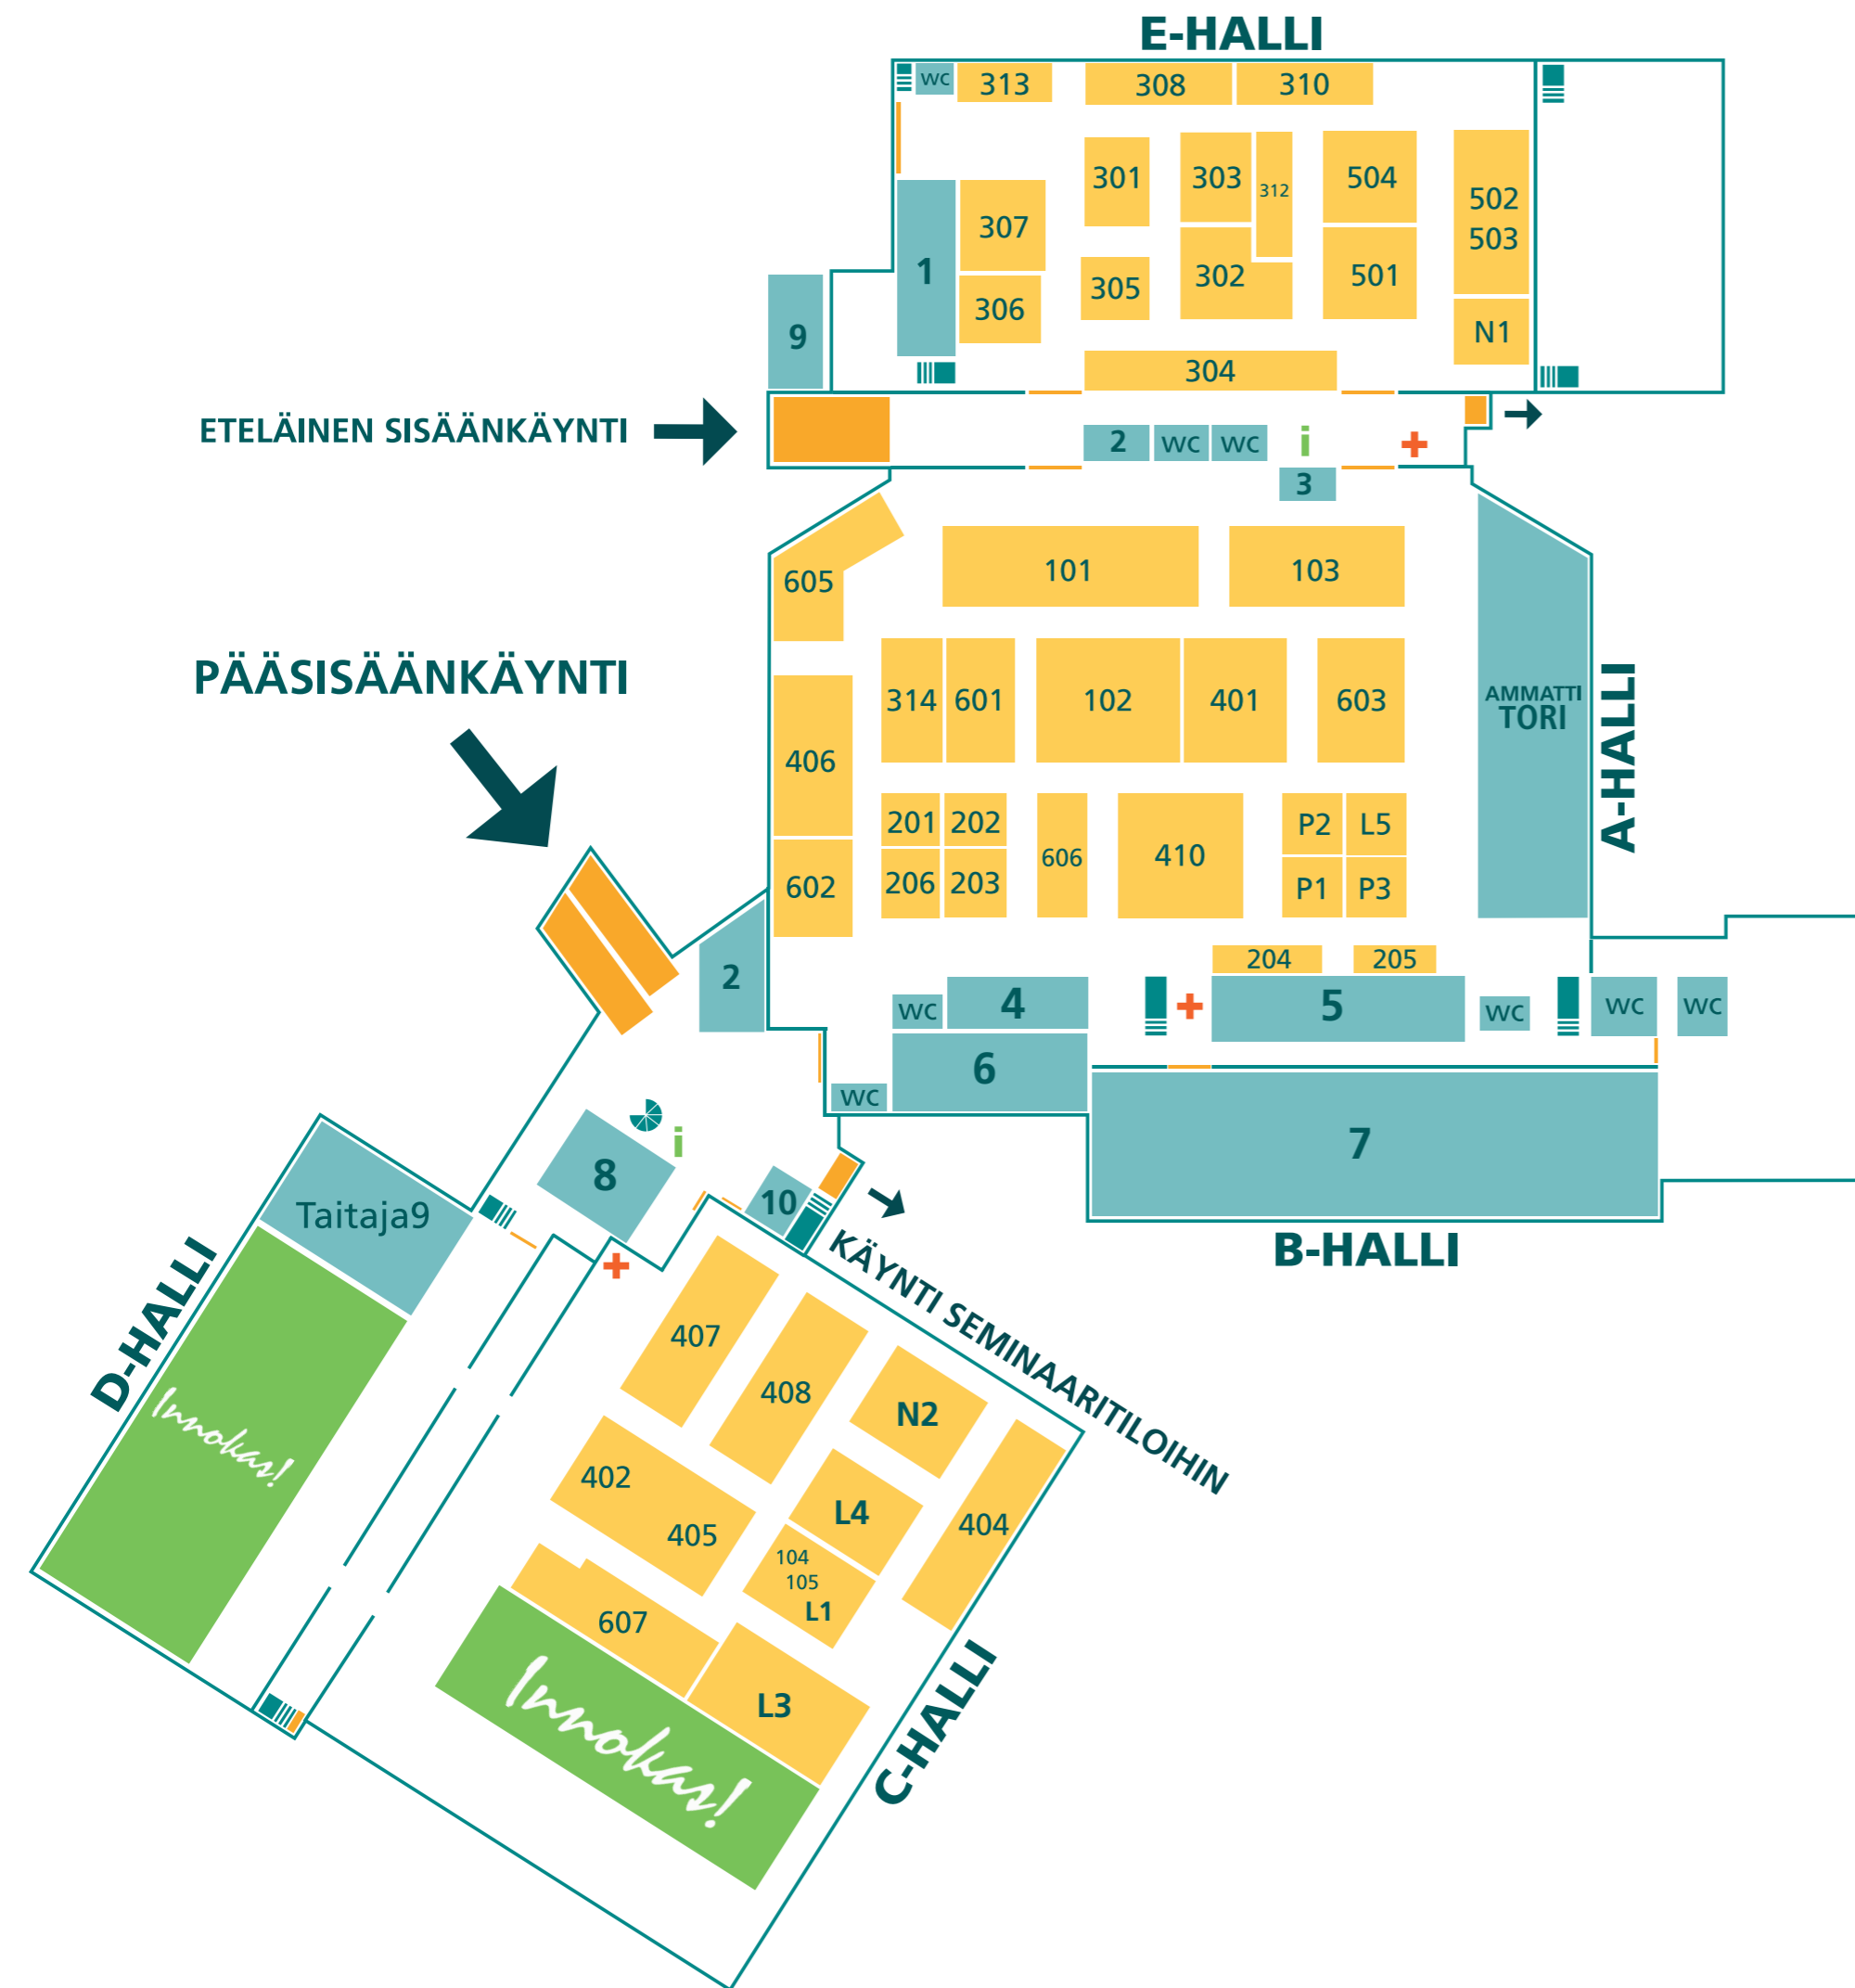 E-HALLI
WC
313
308
310
301
303
312
504
502
503
307
1
305
302
501
306
N1
9
304
ETELÄINEN SISÄÄNKÄYNTI
2
WC
WC
i
3
605
101
103
PÄÄSISÄÄNKÄYNTI
314
601
102
401
603
AMMATTI
TORI
A-HALLI
406
201
202
606
410
P2
L5
602
206
203
P1
P3
2
204
205
WC
4
5
WC
WC
WC
6
WC
7
B-HALLI
i
8
10
Taitaja9
KÄYNTI SEMINAARITILOIHIN
D-HALLI
Innokas!
407
408
N2
402
L4
404
405
104
105
L1
607
L3
C-HALLI
Innokas!